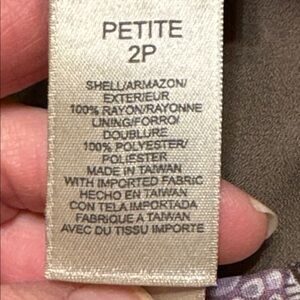 PETITE
2P
SHELL/ARMAZON/
EXTERIEUR
100% RAYON/RAYONNE
LINING/FORRO/
DOUBLURE
100% POLYESTER/
POLIESTER
MADE IN TAIWAN
WITH IMPORTED FABRIC
HECHO EN TAIWAN
CON TELA IMPORTADA
FABRIQUE A TAIWAN
AVEC DU TISSU IMPORTE